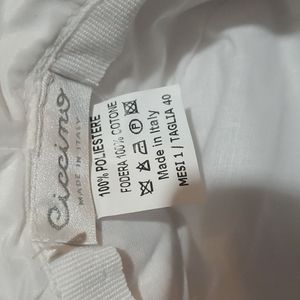 Ciccino
MADE IN ITALY
100% POLIESTERE
FODERA 100% COTONE
Made in Italy
MESI 1 / TAGLIA 40